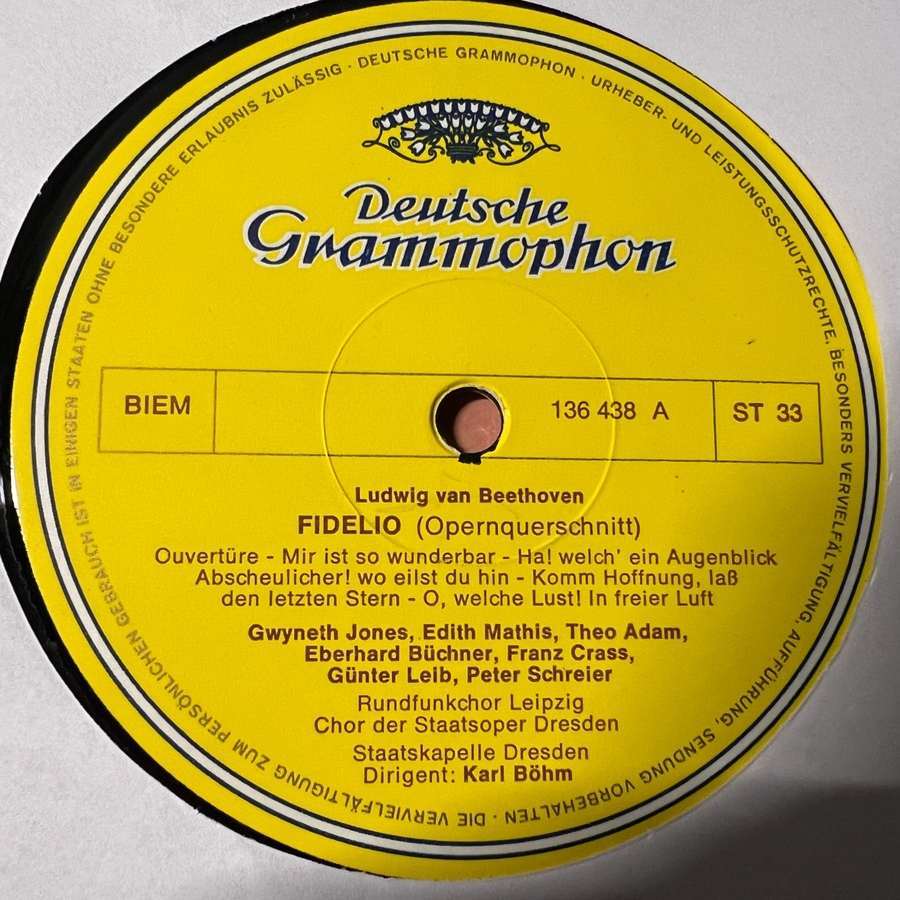 DEUTSCHE GRAMMOPHON · URHEBER- UND LEISTUNGSSCHUTZRECHTE, BESONDERS VERVIELFÄLTIGUNG, AUFFÜHRUNG, SENDUNG VORBEHALTEN · DIE VERVIELFÄLTIGUNG ZUM PERSÖNLICHEN GEBRAUCH IST IN EINIGEN STAATEN OHNE BESONDERE ERLAUBNIS ZULÄSSIG ·
Deutsche
Grammophon
BIEM 136 438 A ST 33
Ludwig van Beethoven
FIDELIO (Opernquerschnitt)
Ouvertüre - Mir ist so wunderbar - Ha! welch' ein Augenblick
Abscheulicher! wo eilst du hin - Komm Hoffnung, laß
den letzten Stern - O, welche Lust! In freier Luft
Gwyneth Jones, Edith Mathis, Theo Adam,
Eberhard Büchner, Franz Crass,
Günter Leib, Peter Schreier
Rundfunkchor Leipzig
Chor der Staatsoper Dresden
Staatskapelle Dresden
Dirigent: Karl Böhm